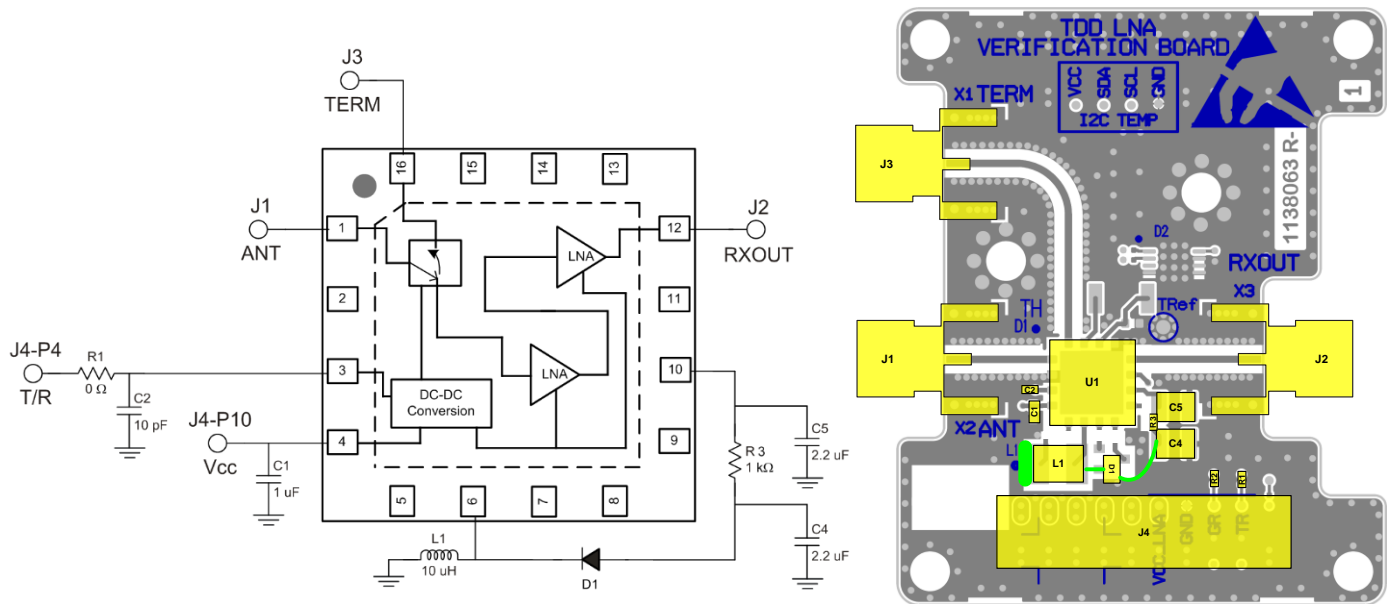 J3
TERM
16
15
14
13
J1
ANT
1
2
3
4
12
11
10
9
J2
RXOUT
LNA
LNA
DC-DC
Conversion
J4-P4
T/R
R1
0 Ω
C2
10 pF
J4-P10
Vcc
C1
1 uF
5
6
7
8
C5
2.2 uF
R 3
1 kΩ
C4
2.2 uF
L1
10 uH
D1
TDD LNA
VERIFICATION BOARD
VCC
SDA
SCL
GND
I2C TEMP
1
X1 TERM
J3
1138063 R-
D2
RXOUT
X3
TH
D1
TRef
J1
U1
J2
C2
C1
C5
R3
C4
X2 ANT
L1
L1
D1
R2
R1
J4
VCC_LNA
GND
GR
TR